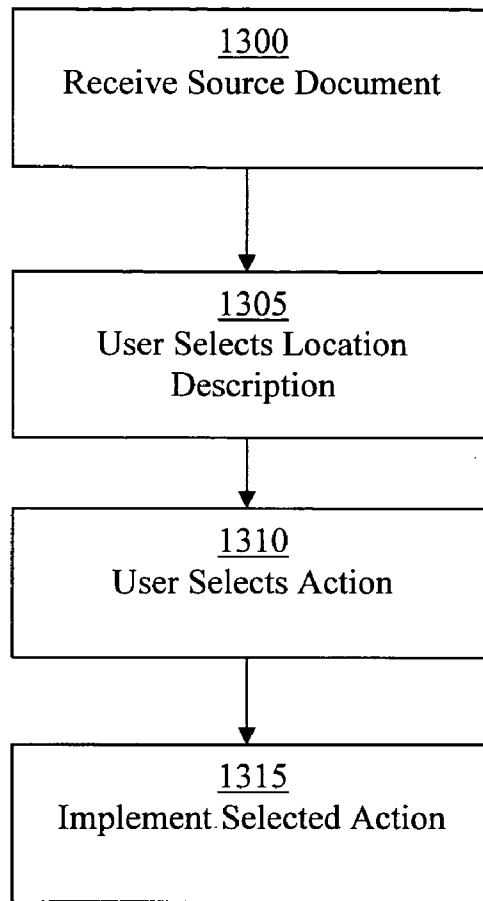 1300
Receive Source Document
1305
User Selects Location
Description
1310
User Selects Action
1315
Implement Selected Action